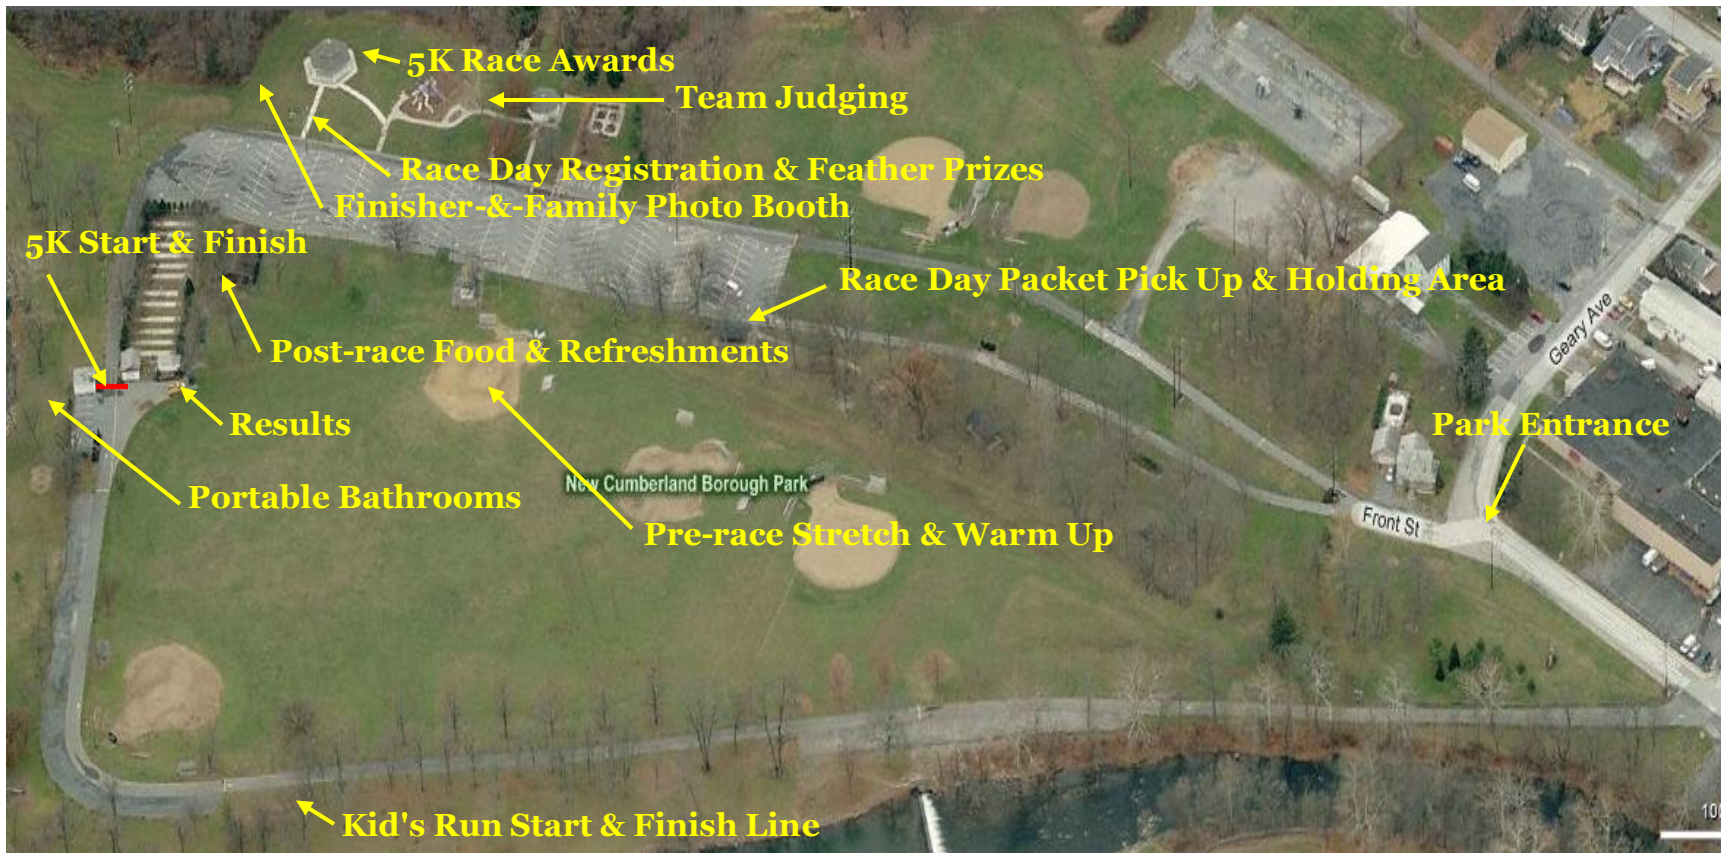 5K Race Awards
Team Judging
Race Day Registration & Feather Prizes
Finisher-&-Family Photo Booth
5K Start & Finish
Race Day Packet Pick Up & Holding Area
Geary Ave
Post-race Food & Refreshments
Results
Park Entrance
New Cumberland Borough Park
Portable Bathrooms
Front St
Pre-race Stretch & Warm Up
Kid's Run Start & Finish Line